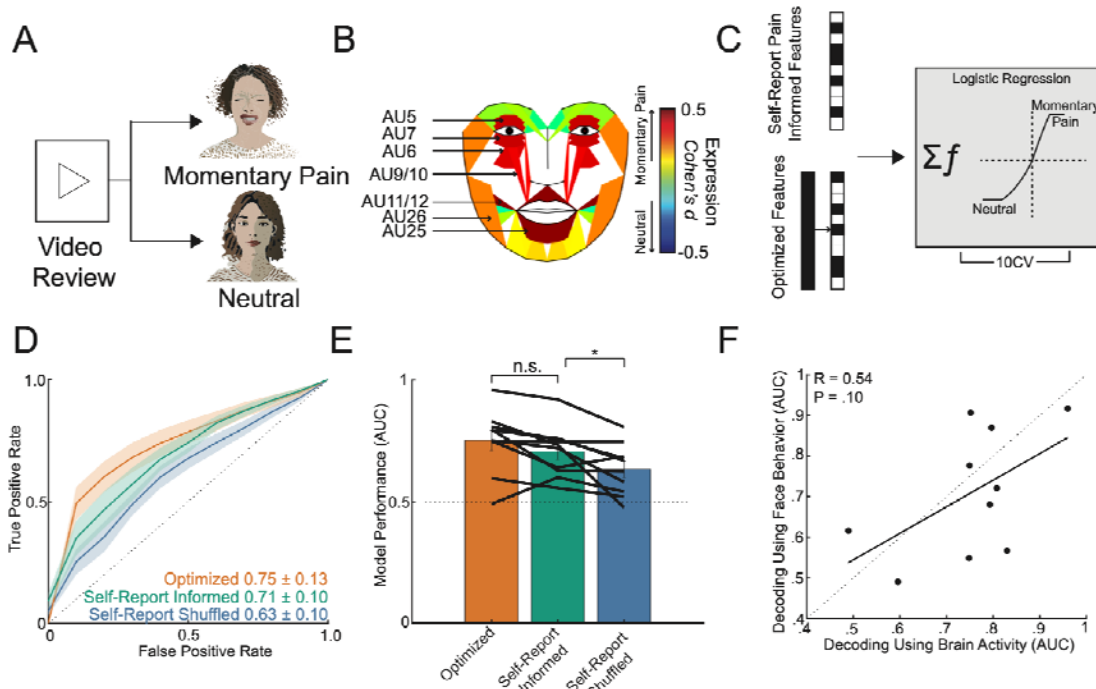 A
Video
Review
Momentary Pain
Neutral
B
AU5
AU7
AU6
AU9/10
AU11/12
AU26
AU25
Momentary Pain
Neutral
0.5
-0.5
Expression
Cohen's d
C
Self-Report Pain
Informed Features
Optimized Features
Logistic Regression
Σf
Momentary
Pain
Neutral
10CV
D
True Positive Rate
1.0
0.5
0
0
0.5
1.0
False Positive Rate
Optimized 0.75 ± 0.13
Self-Report Informed 0.71 ± 0.10
Self-Report Shuffled 0.63 ± 0.10
E
Model Performance (AUC)
1
0.5
0
n.s.
*
Optimized
Self-Report
Informed
Self-Report
Shuffled
F
Decoding Using Face Behavior (AUC)
R = 0.54
P = .10
1
.9
.8
.7
.6
.5
.4
.4
.5
.6
.7
.8
.9
1
Decoding Using Brain Activity (AUC)